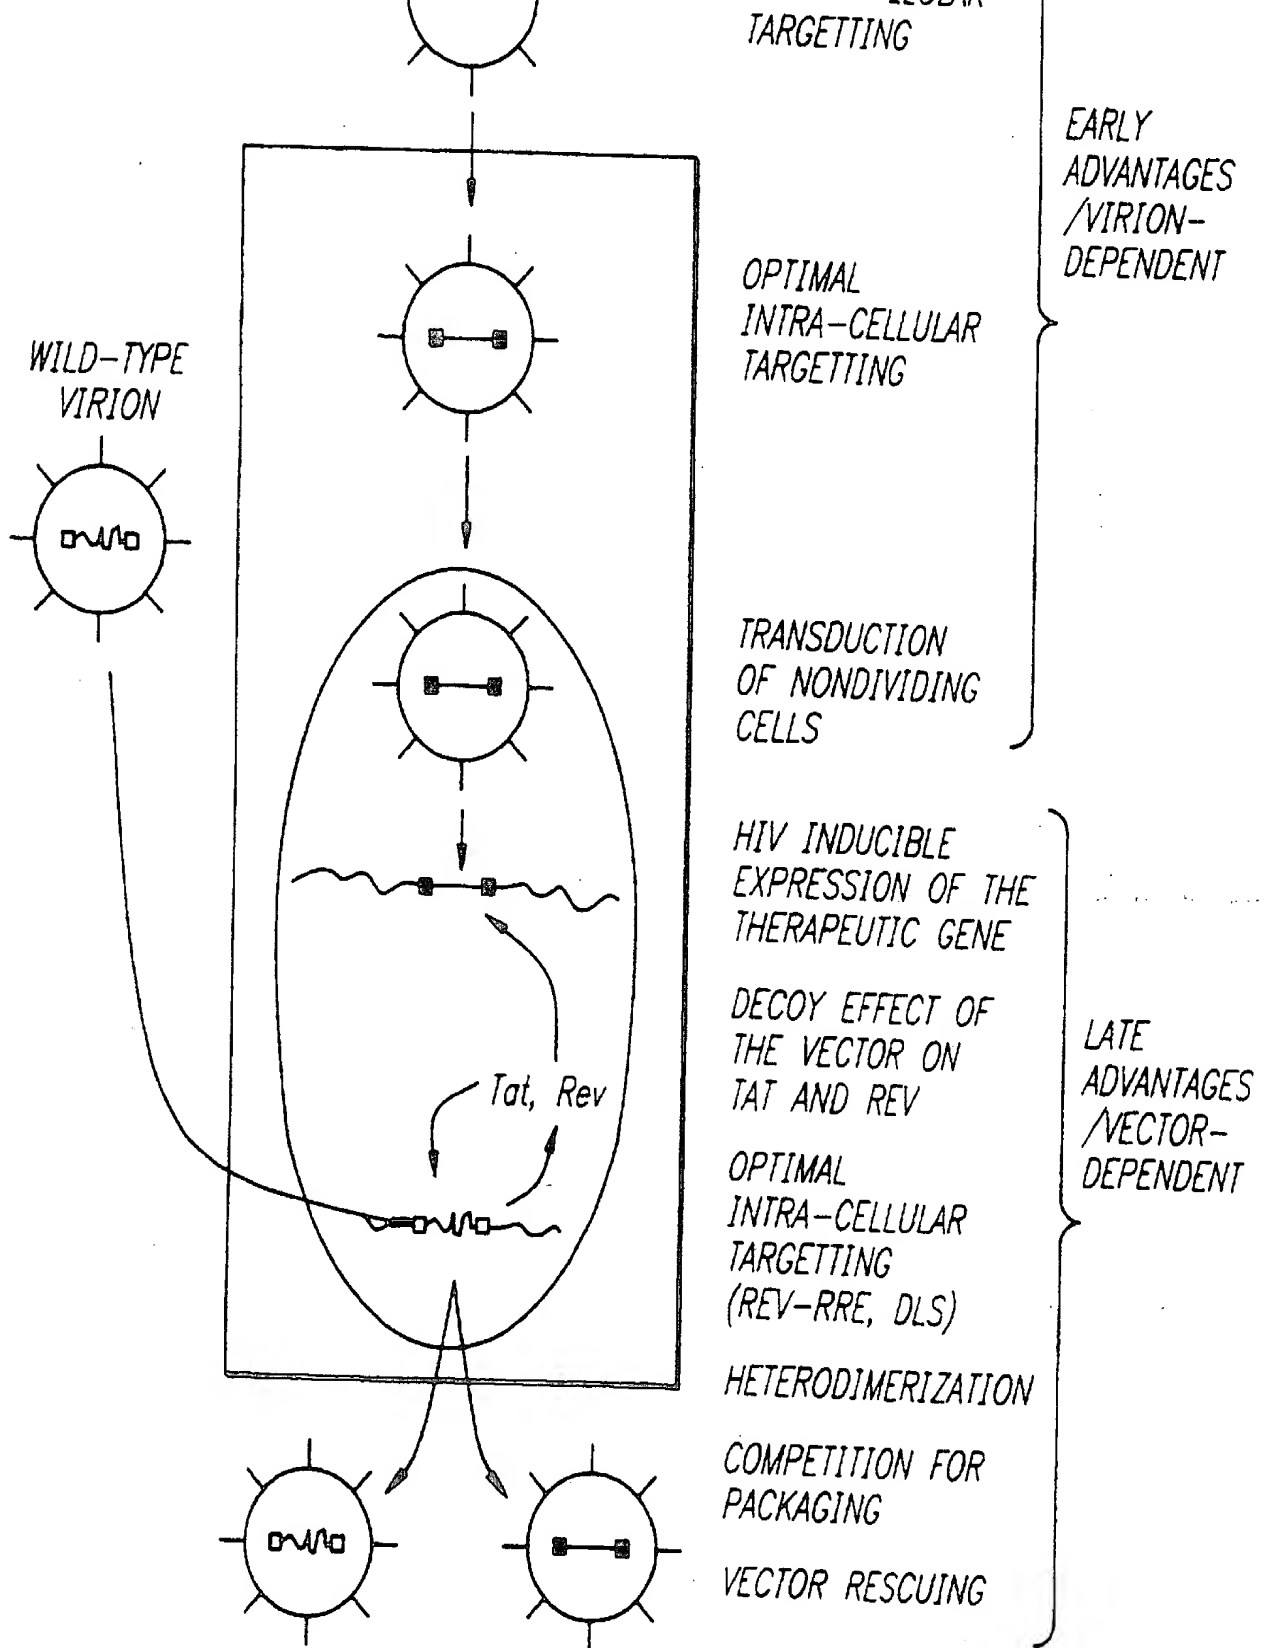 TARGETTING
EARLY
ADVANTAGES
/VIRION-
DEPENDENT
OPTIMAL
INTRA-CELLULAR
TARGETTING
WILD-TYPE
VIRION
TRANSDUCTION
OF NONDIVIDING
CELLS
HIV INDUCIBLE
EXPRESSION OF THE
THERAPEUTIC GENE
DECOY EFFECT OF
THE VECTOR ON
TAT AND REV
LATE
ADVANTAGES
/VECTOR-
DEPENDENT
Tat, Rev
OPTIMAL
INTRA-CELLULAR
TARGETTING
(REV-RRE, DLS)
HETERODIMERIZATION
COMPETITION FOR
PACKAGING
VECTOR RESCUING